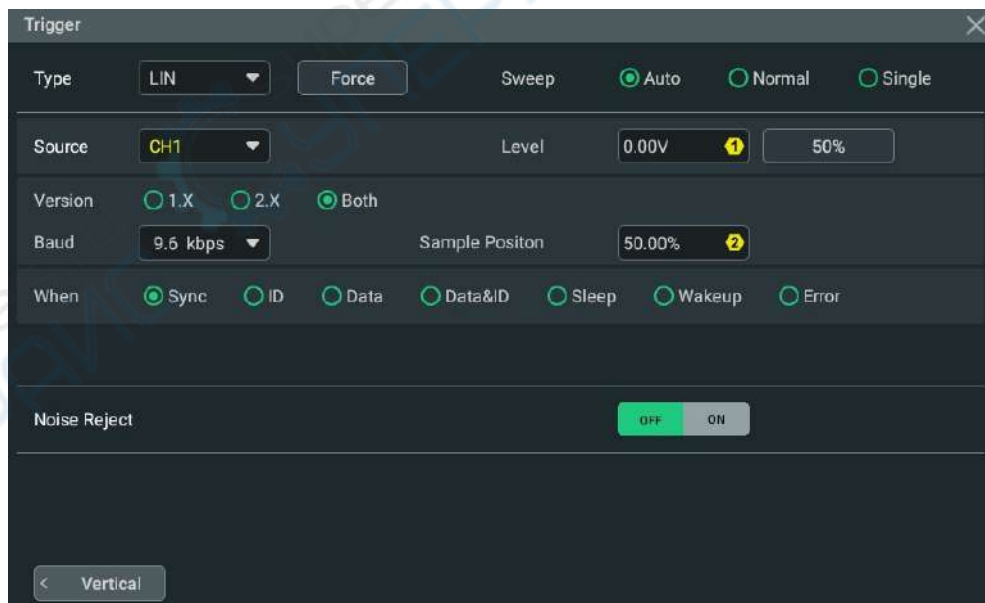 Trigger
Type LIN Force Sweep Auto Normal Single
Source CH1 Level 0.00V 1 50%
Version 1.X 2.X Both
Baud 9.6 kbps Sample Positon 50.00% 2
When Sync ID Data Data&ID Sleep Wakeup Error
Noise Reject OFF ON
< Vertical